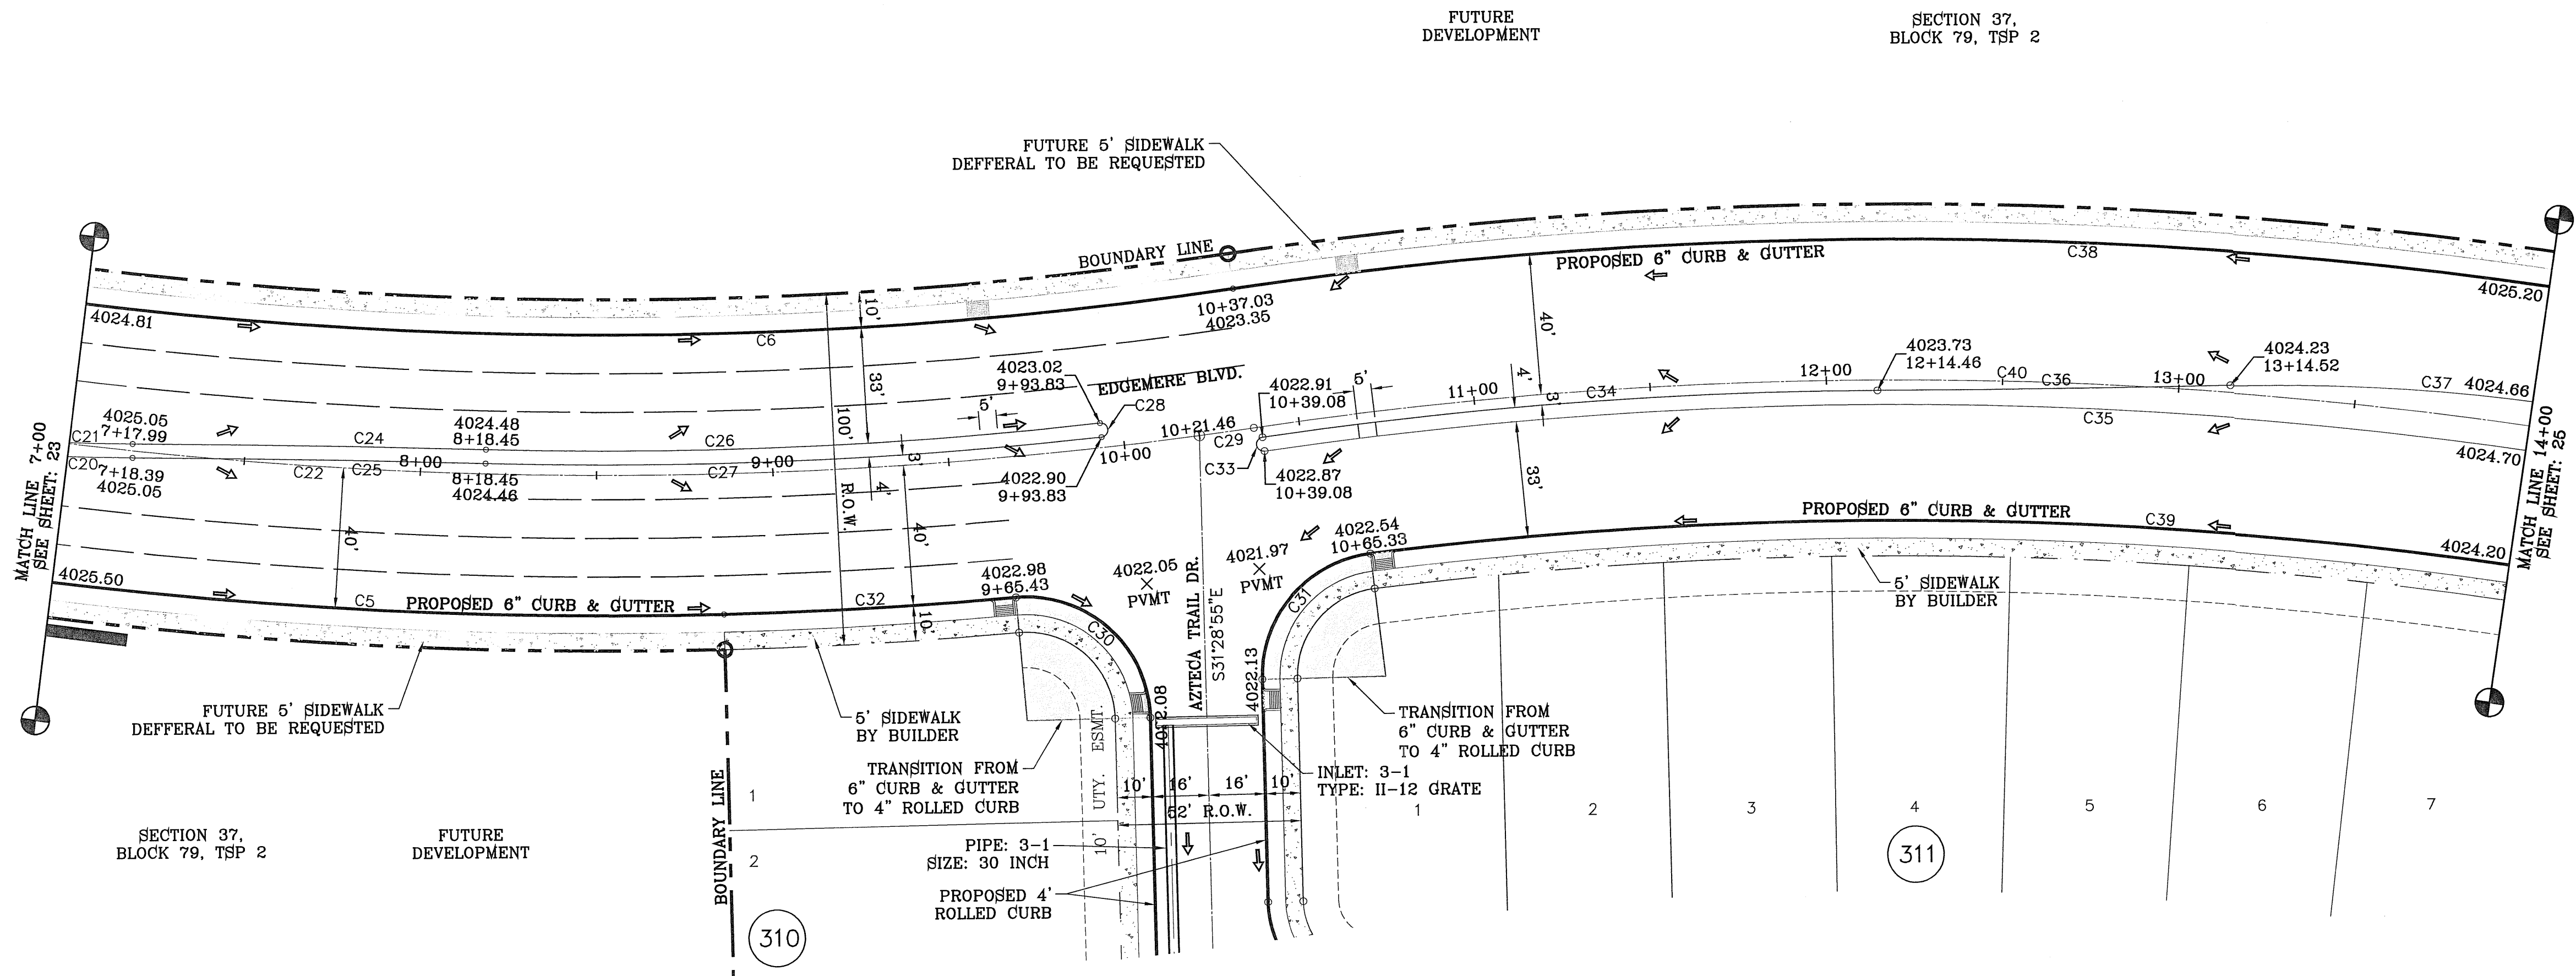 FUTURE
DEVELOPMENT
SECTION 37,
BLOCK 79, TSP 2
FUTURE 5' SIDEWALK
DEFFERAL TO BE REQUESTED
BOUNDARY LINE
PROPOSED 6" CURB & GUTTER
C38
4025.20
4024.81
C6
10'
10+37.03
4023.35
40'
33'
100'
R.O.W.
4023.02
9+93.83
EDGEMERE BLVD.
C28
5'
4022.91
10+39.08
5'
11+00
4'
3'
C34
12+00
4023.73
12+14.46
C40
C36
13+00
4024.23
13+14.52
C37
4024.66
4025.05
7+17.99
C21
C24
4024.48
8+18.45
C26
10+21.46
C29
C35
C20
7+18.39
4025.05
C22
C25
8+00
8+18.45
4024.46
C27
9+00
3'
4'
10+00
4022.90
9+93.83
C33
4022.87
10+39.08
33'
4024.70
MATCH LINE 7+00
SEE SHEET: 23
MATCH LINE 14+00
SEE SHEET: 25
40'
40'
PROPOSED 6" CURB & GUTTER
C39
4024.20
4022.54
10+65.33
4025.50
C5
PROPOSED 6" CURB & GUTTER
C32
4022.98
9+65.43
10'
C30
4022.05
PVMT
4021.97
PVMT
C31
AZTECA TRAIL DR.
S31°28'55"E
4022.08
4022.13
5' SIDEWALK
BY BUILDER
FUTURE 5' SIDEWALK
DEFFERAL TO BE REQUESTED
5' SIDEWALK
BY BUILDER
TRANSITION FROM
6" CURB & GUTTER
TO 4" ROLLED CURB
TRANSITION FROM
6" CURB & GUTTER
TO 4" ROLLED CURB
10' UTY. ESMT.
INLET: 3-1
TYPE: II-12 GRATE
10'
16'
16'
10'
52' R.O.W.
BOUNDARY LINE
1
2
PIPE: 3-1
SIZE: 30 INCH
PROPOSED 4'
ROLLED CURB
SECTION 37,
BLOCK 79, TSP 2
FUTURE
DEVELOPMENT
310
1
2
3
4
5
6
7
311